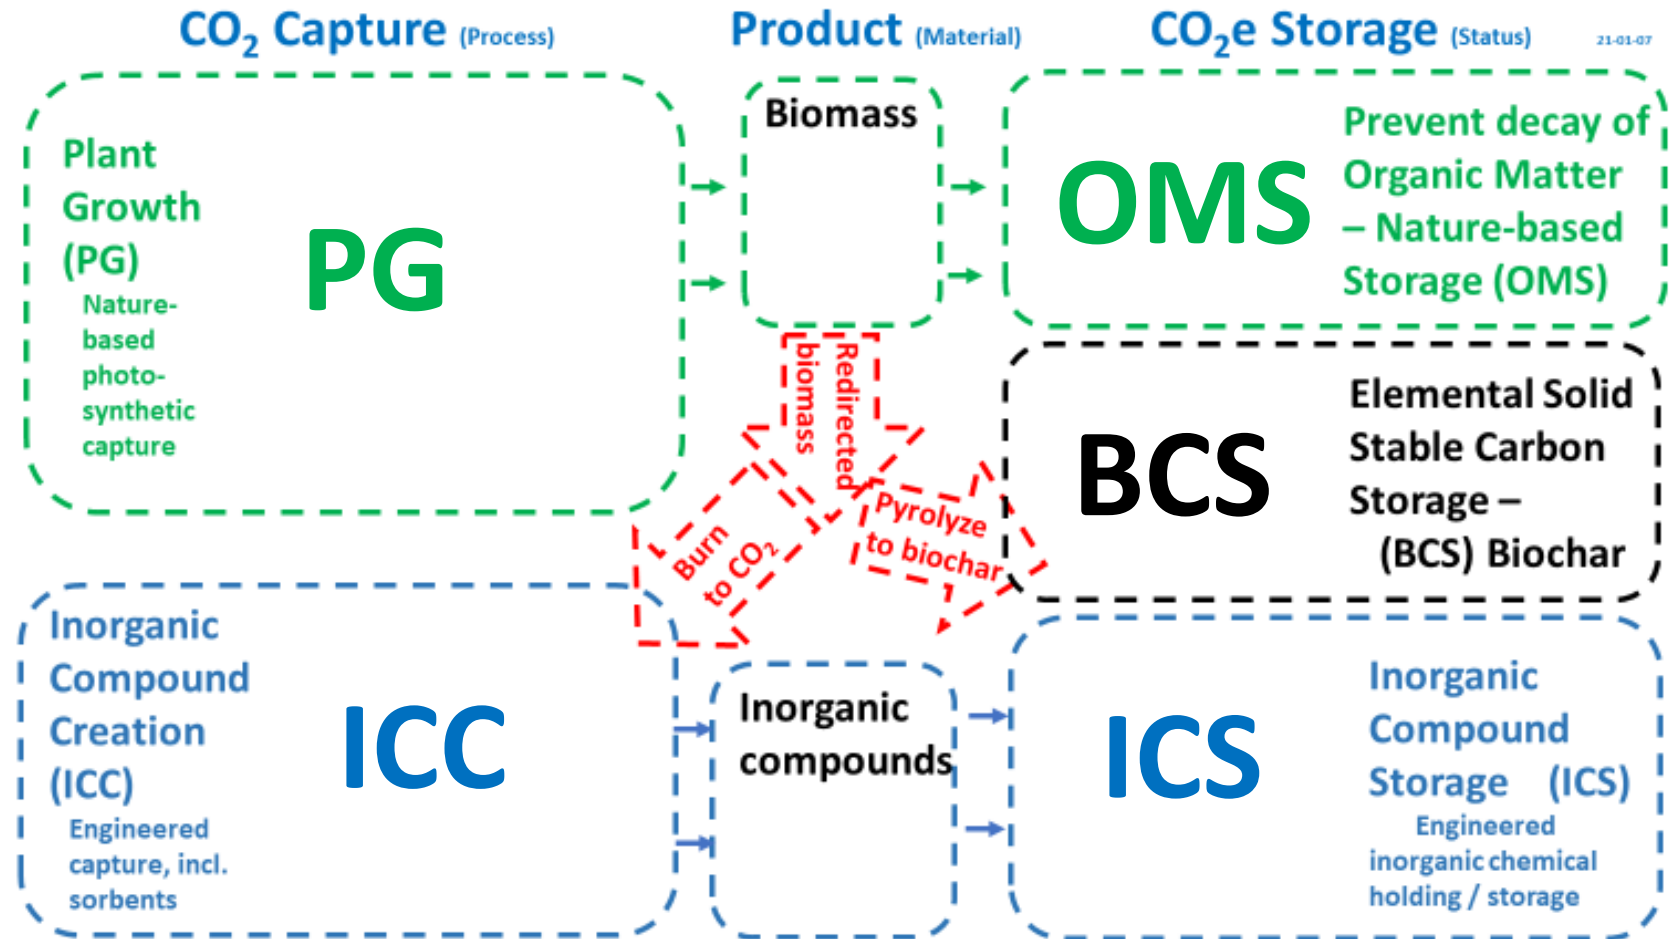 CO₂ Capture (Process)
Product (Material)
CO₂e Storage (Status)
21-01-07
Plant
Growth
(PG)
Nature-
based
photo-
synthetic
capture
PG
Biomass
OMS
Prevent decay of
Organic Matter
– Nature-based
Storage (OMS)
Redirected
biomass
Burn
to CO₂
Pyrolyze
to biochar
BCS
Elemental Solid
Stable Carbon
Storage –
(BCS) Biochar
Inorganic
Compound
Creation
(ICC)
Engineered
capture, incl.
sorbents
ICC
Inorganic
compounds
ICS
Inorganic
Compound
Storage (ICS)
Engineered
inorganic chemical
holding / storage